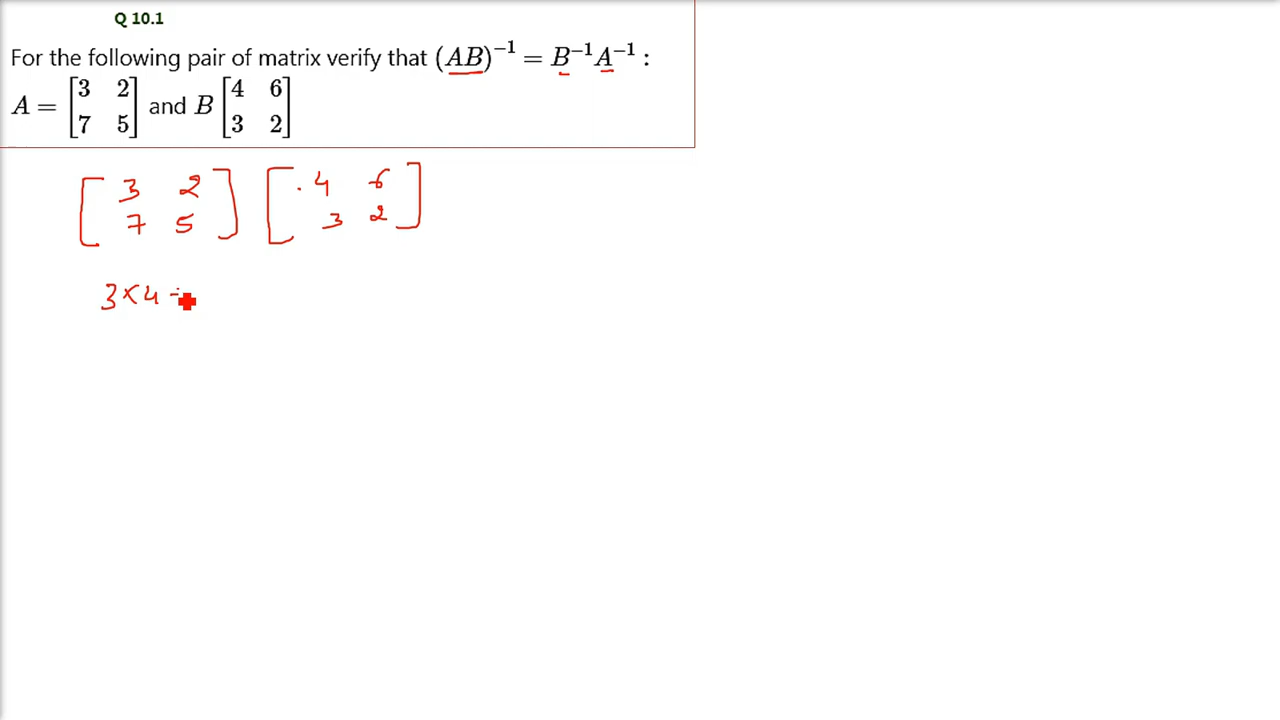 Q 10.1
For the following pair of matrix verify that (AB)⁻¹ = B⁻¹A⁻¹ :
A = [3 2] and B [4 6]
[7 5] [3 2]
[3 2] [. 4 6]
[7 5] [3 2]
3×4 =